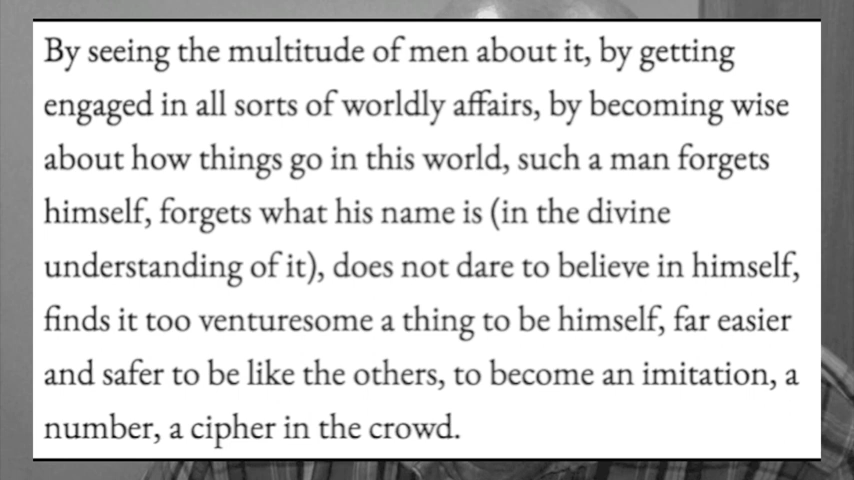 By seeing the multitude of men about it, by getting
engaged in all sorts of worldly affairs, by becoming wise
about how things go in this world, such a man forgets
himself, forgets what his name is (in the divine
understanding of it), does not dare to believe in himself,
finds it too venturesome a thing to be himself, far easier
and safer to be like the others, to become an imitation, a
number, a cipher in the crowd.